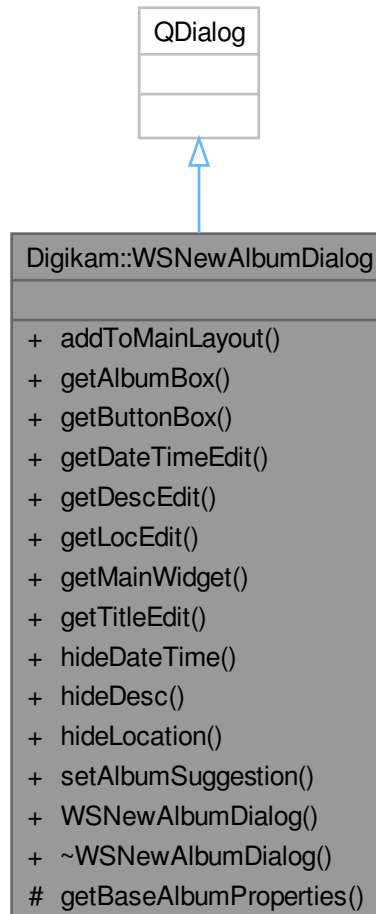 QDialog
Digikam::WSNewAlbumDialog
+ addToMainLayout()
+ getAlbumBox()
+ getButtonBox()
+ getDateTimeEdit()
+ getDescEdit()
+ getLocEdit()
+ getMainWidget()
+ getTitleEdit()
+ hideDateTime()
+ hideDesc()
+ hideLocation()
+ setAlbumSuggestion()
+ WSNewAlbumDialog()
+ ~WSNewAlbumDialog()
# getBaseAlbumProperties()